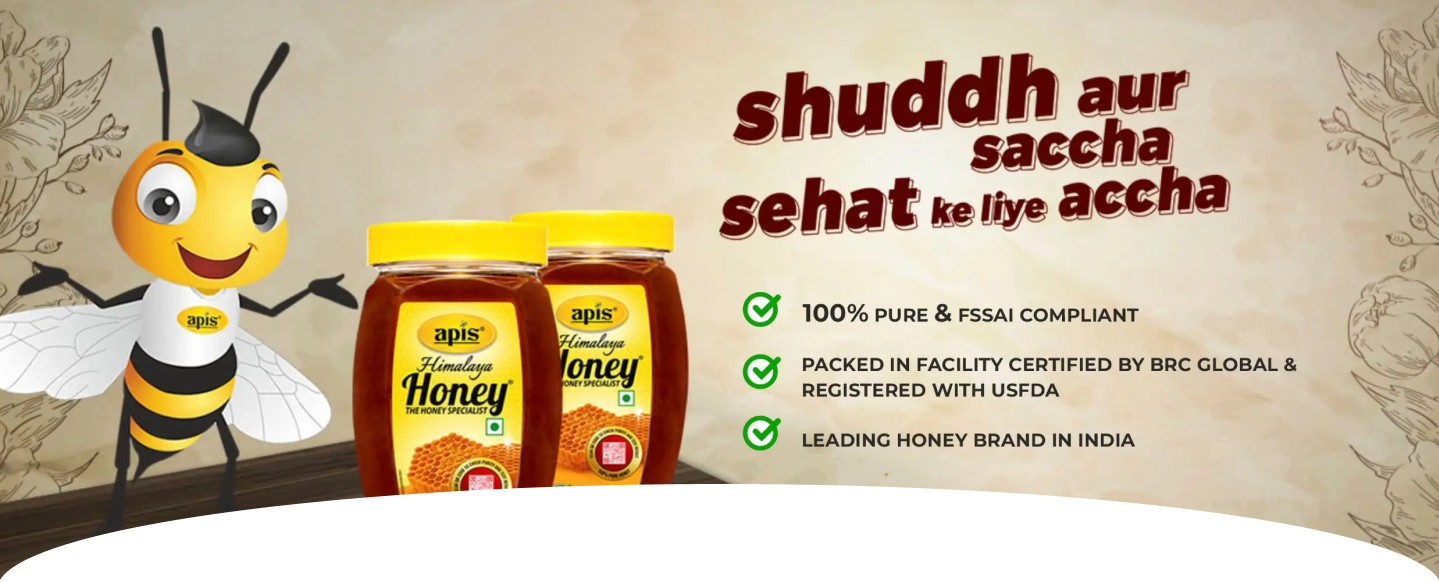 shuddh aur
saccha
sehat ke liye accha
100% PURE & FSSAI COMPLIANT
PACKED IN FACILITY CERTIFIED BY BRC GLOBAL &
REGISTERED WITH USFDA
LEADING HONEY BRAND IN INDIA
apis
apis®
Himalaya
Honey®
THE HONEY SPECIALIST
apis®
Himalaya
Honey®
HONEY SPECIALIST